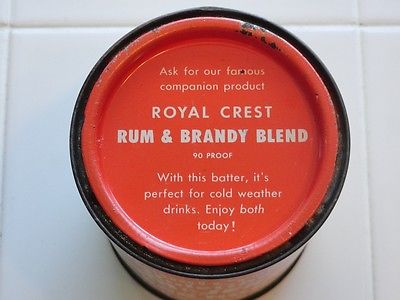 Ask for our famous
companion product
ROYAL CREST
RUM & BRANDY BLEND
90 PROOF
With this batter, it's
perfect for cold weather
drinks. Enjoy both
today!